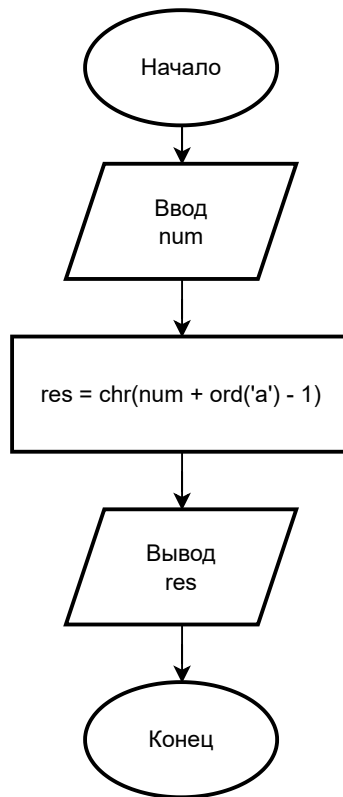 Начало
Ввод
num
res = chr(num + ord('a') - 1)
Вывод
res
Конец